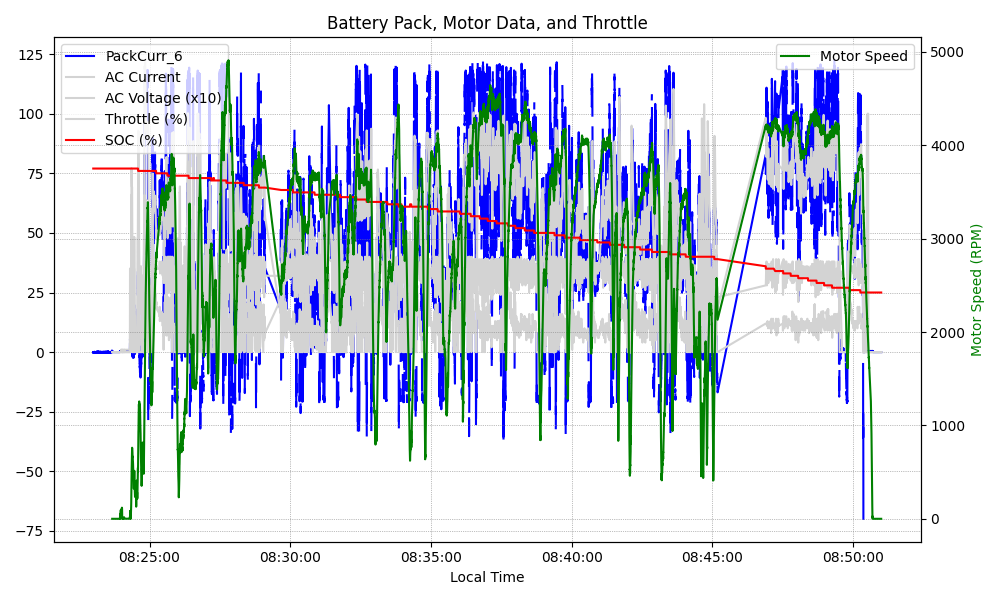 Battery Pack, Motor Data, and Throttle
PackCurr_6
AC Current
AC Voltage (x10)
Throttle (%)
SOC (%)
Motor Speed
125
100
75
50
25
0
−25
−50
−75
5000
4000
3000
2000
1000
0
Motor Speed (RPM)
08:25:00
08:30:00
08:35:00
08:40:00
08:45:00
08:50:00
Local Time